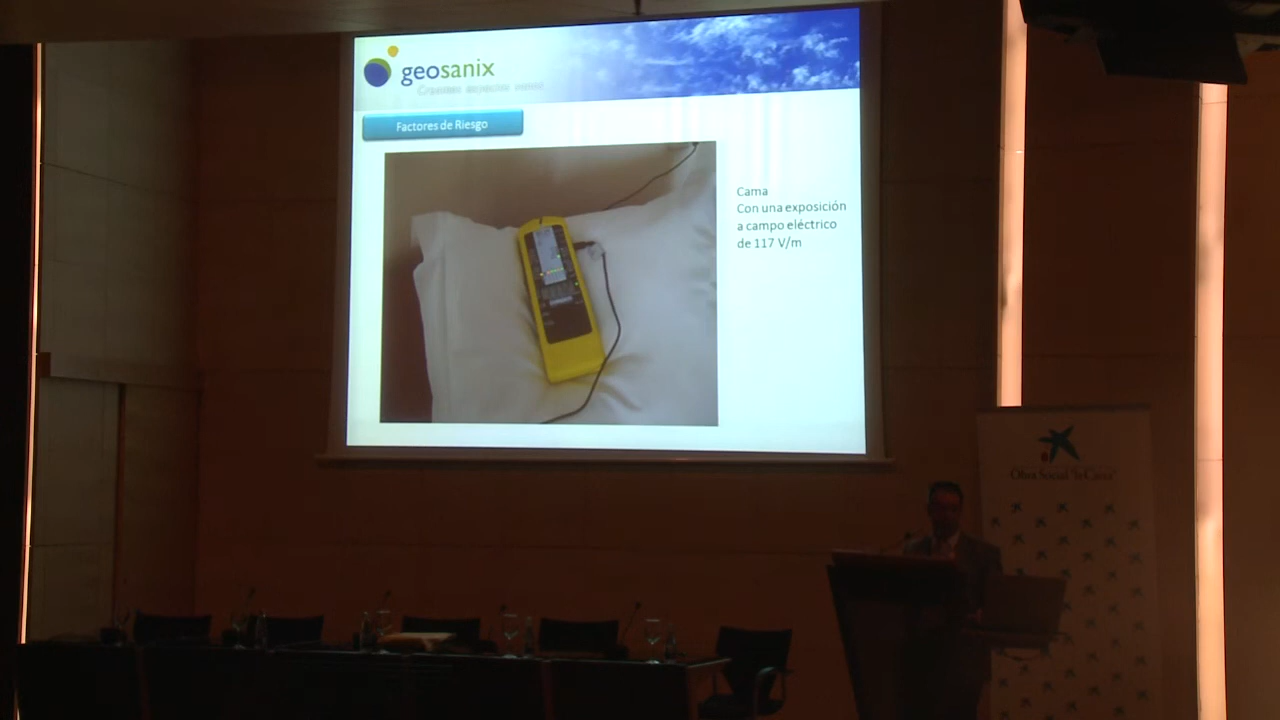 geosanix
Factores de Riesgo
Cama
Con una exposición
a campo eléctrico
de 117 V/m
Obra Social "la Caixa"